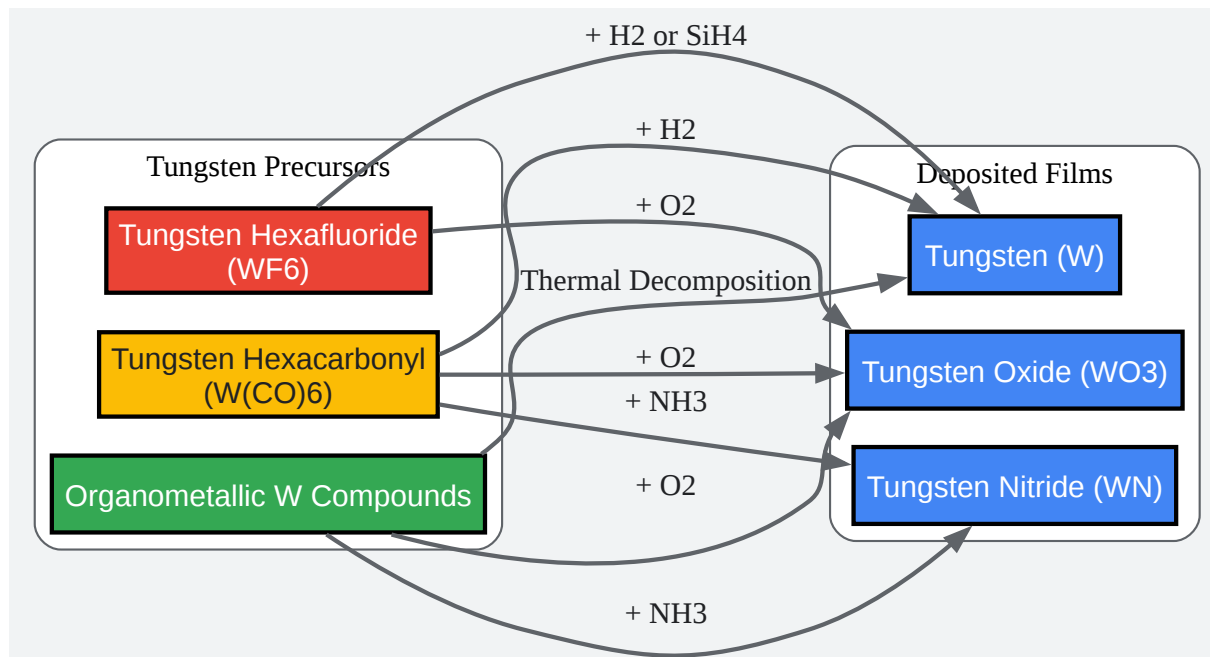 + H2 or SiH4
+ H2
Tungsten Precursors
Deposited Films
+ O2
Tungsten Hexafluoride
(WF6)
Tungsten (W)
Thermal Decomposition
Tungsten Hexacarbonyl
(W(CO)6)
+ O2
Tungsten Oxide (WO3)
+ NH3
Organometallic W Compounds
+ O2
Tungsten Nitride (WN)
+ NH3